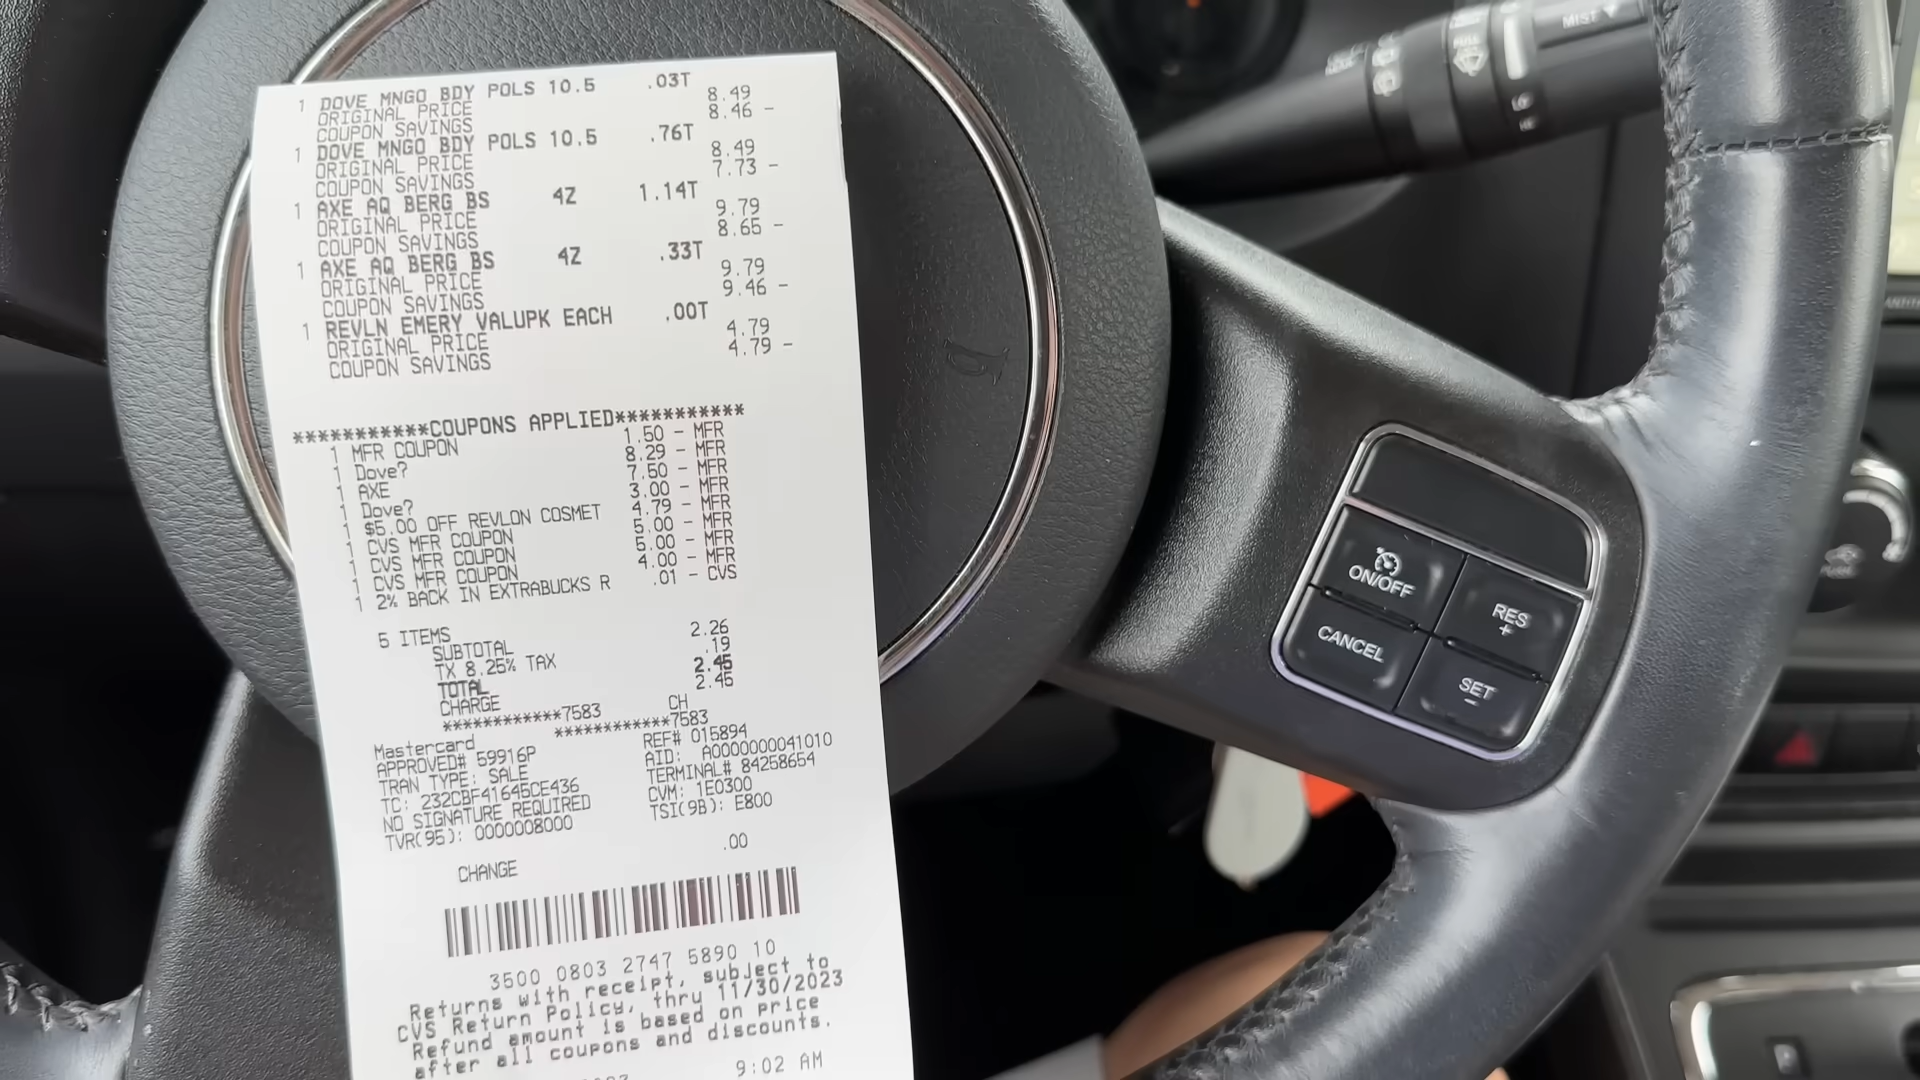 1 DOVE MNGO BDY POLS 10.5 .03T
ORIGINAL PRICE 8.49
COUPON SAVINGS 8.46 -
1 DOVE MNGO BDY POLS 10.5 .76T
ORIGINAL PRICE 8.49
COUPON SAVINGS 7.73 -
1 AXE AQ BERG BS 4Z 1.14T
ORIGINAL PRICE 9.79
COUPON SAVINGS 8.65 -
1 AXE AQ BERG BS 4Z .33T
ORIGINAL PRICE 9.79
COUPON SAVINGS 9.46 -
1 REVLN EMERY VALUPK EACH .00T
ORIGINAL PRICE 4.79
COUPON SAVINGS 4.79 -
***********COUPONS APPLIED***********
1 MFR COUPON 1.50 - MFR
1 Dove? 8.29 - MFR
1 AXE 7.50 - MFR
1 Dove? 3.00 - MFR
1 $5.00 OFF REVLON COSMET 4.79 - MFR
1 CVS MFR COUPON 5.00 - MFR
1 CVS MFR COUPON 5.00 - MFR
1 CVS MFR COUPON 4.00 - MFR
1 2% BACK IN EXTRABUCKS R .01 - CVS
5 ITEMS
SUBTOTAL 2.26
TX 8.25% TAX .19
TOTAL 2.45
CHARGE 2.45
************7583 CH
Mastercard ************7583
APPROVED# 59916P REF# 015894
TRAN TYPE: SALE AID: A0000000041010
TC: 232CBF41645CE436 TERMINAL# 84258654
NO SIGNATURE REQUIRED CVM: 1E0300
TVR(95): 0000008000 TSI(9B): E800
CHANGE .00
3500 0803 2747 5890 10
Returns with receipt, subject to
CVS Return Policy, thru 11/30/2023
Refund amount is based on price
after all coupons and discounts.
9:02 AM
MIST
PULL
ON/OFF
RES
+
CANCEL
SET
-